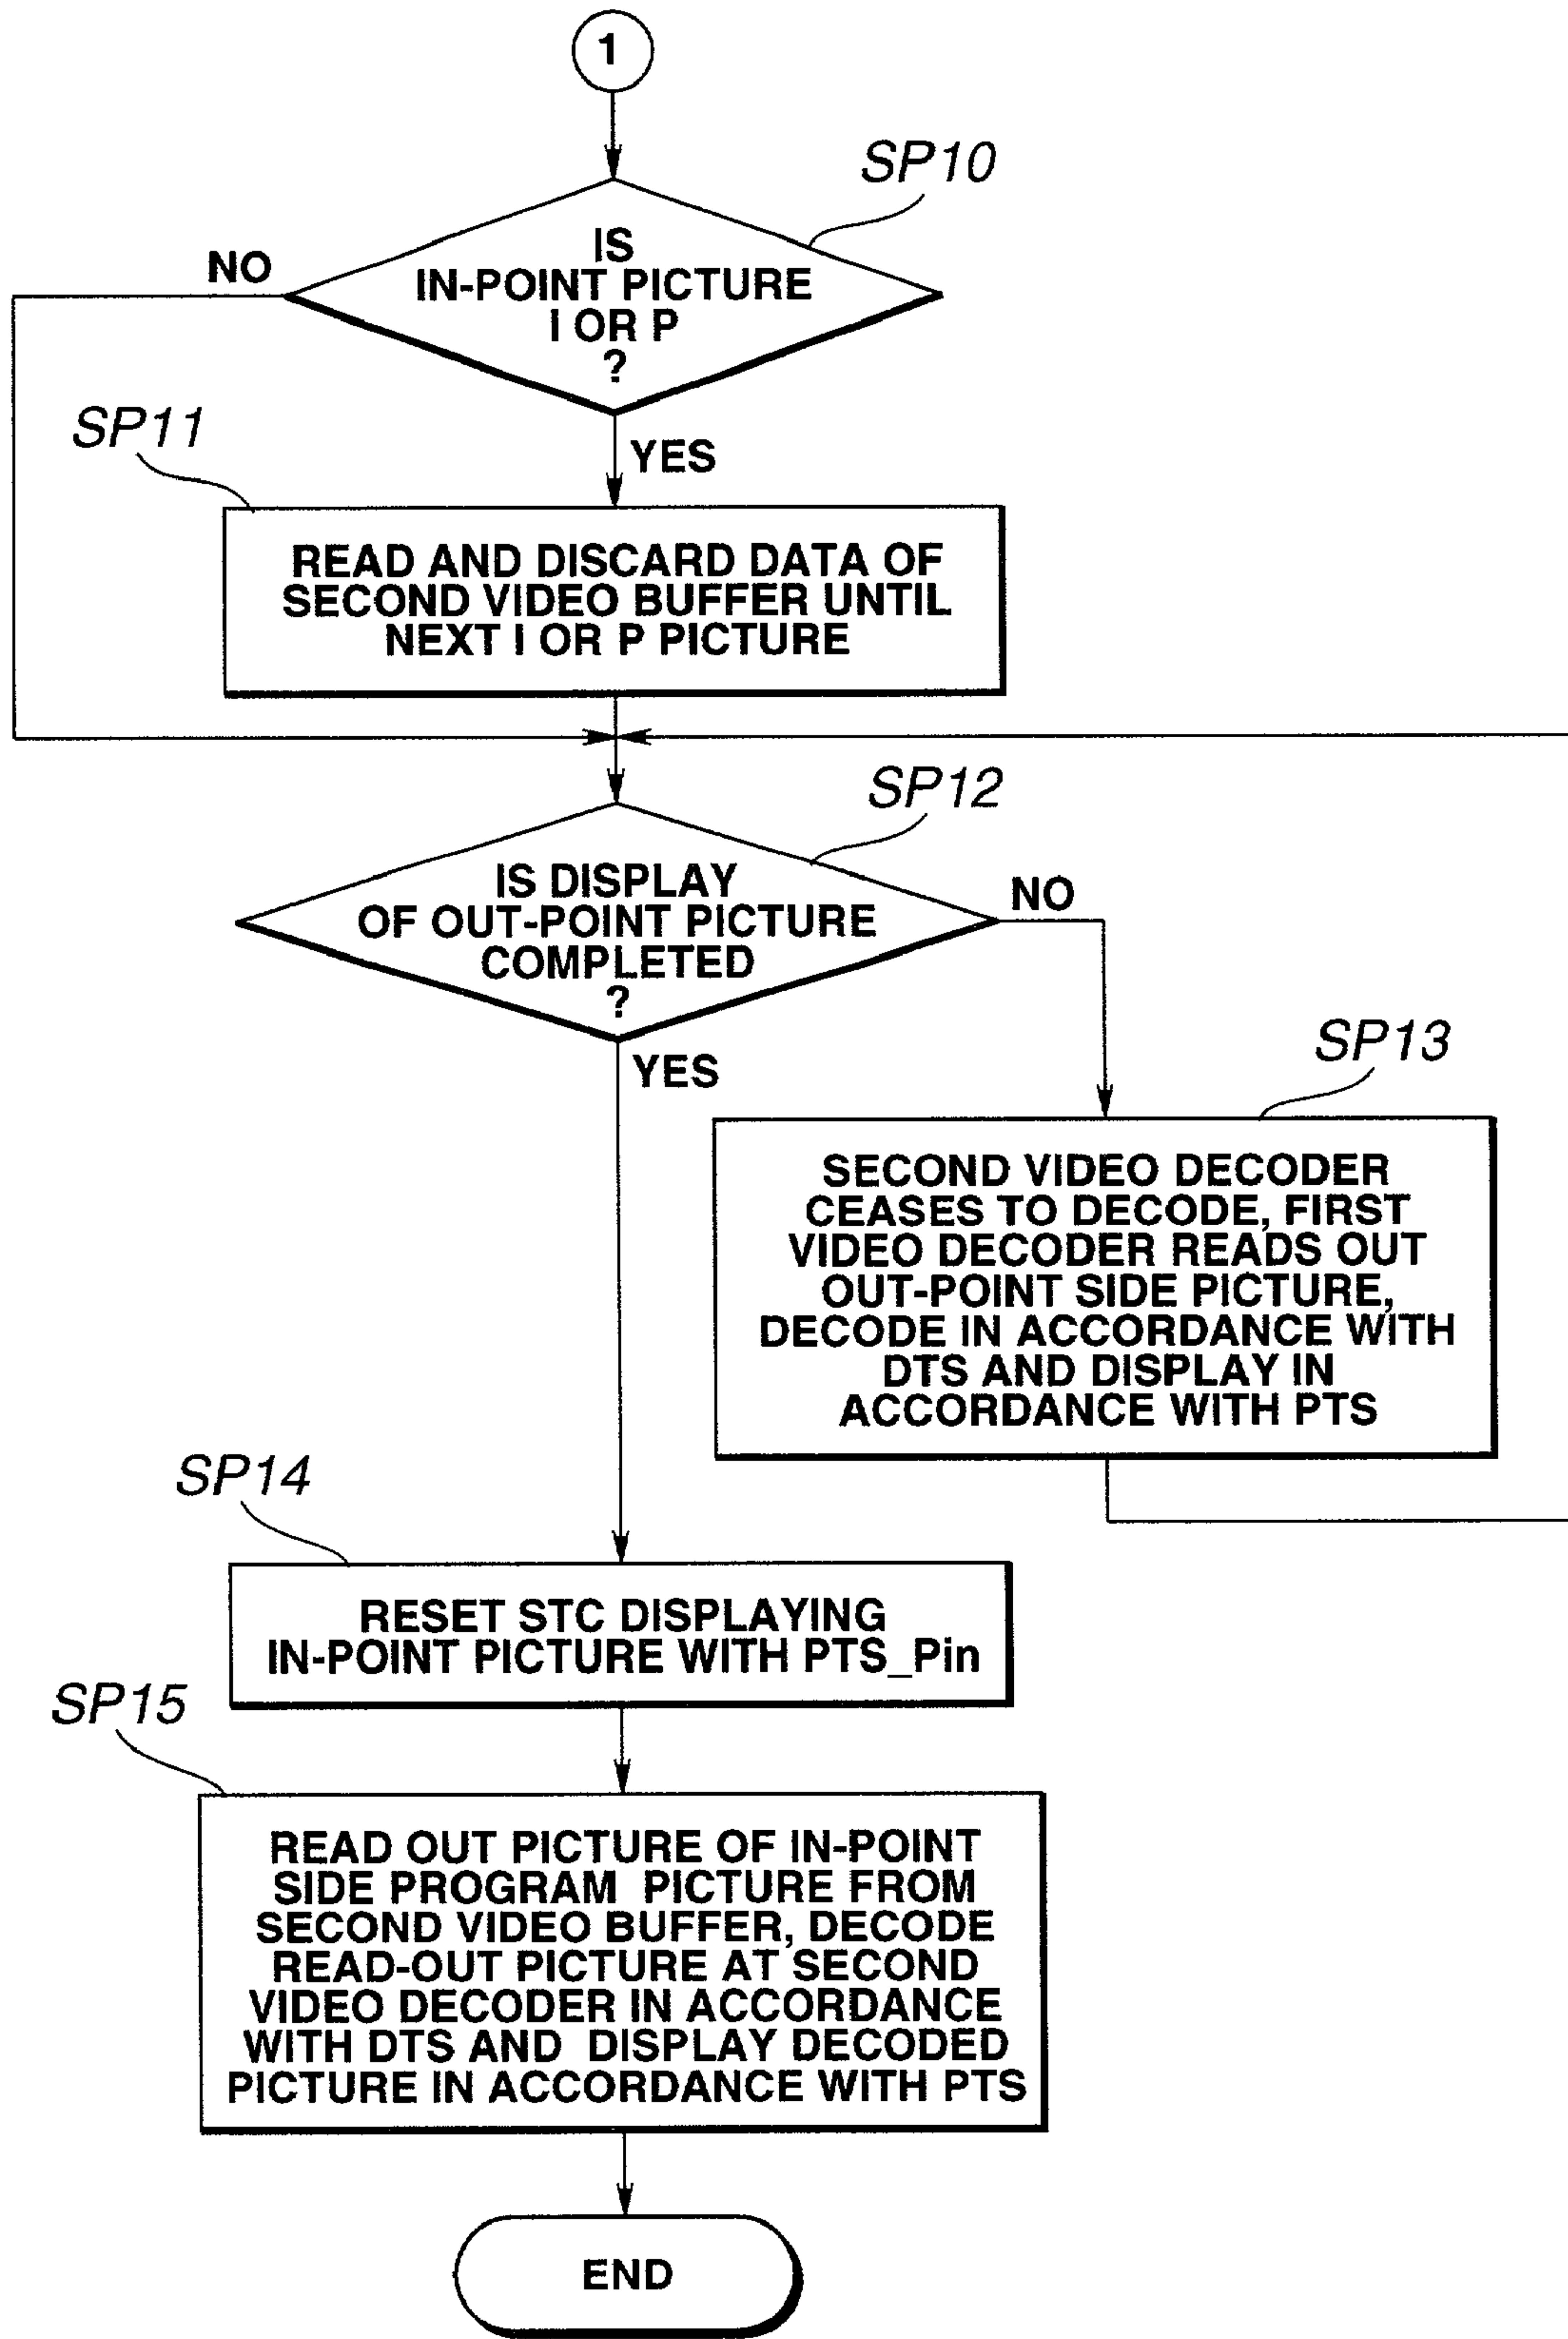 1
SP10
IS
IN-POINT PICTURE
I OR P
?
NO
YES
SP11
READ AND DISCARD DATA OF
SECOND VIDEO BUFFER UNTIL
NEXT I OR P PICTURE
SP12
IS DISPLAY
OF OUT-POINT PICTURE
COMPLETED
?
NO
YES
SP13
SECOND VIDEO DECODER
CEASES TO DECODE, FIRST
VIDEO DECODER READS OUT
OUT-POINT SIDE PICTURE,
DECODE IN ACCORDANCE WITH
DTS AND DISPLAY IN
ACCORDANCE WITH PTS
SP14
RESET STC DISPLAYING
IN-POINT PICTURE WITH PTS_Pin
SP15
READ OUT PICTURE OF IN-POINT
SIDE PROGRAM PICTURE FROM
SECOND VIDEO BUFFER, DECODE
READ-OUT PICTURE AT SECOND
VIDEO DECODER IN ACCORDANCE
WITH DTS AND DISPLAY DECODED
PICTURE IN ACCORDANCE WITH PTS
END